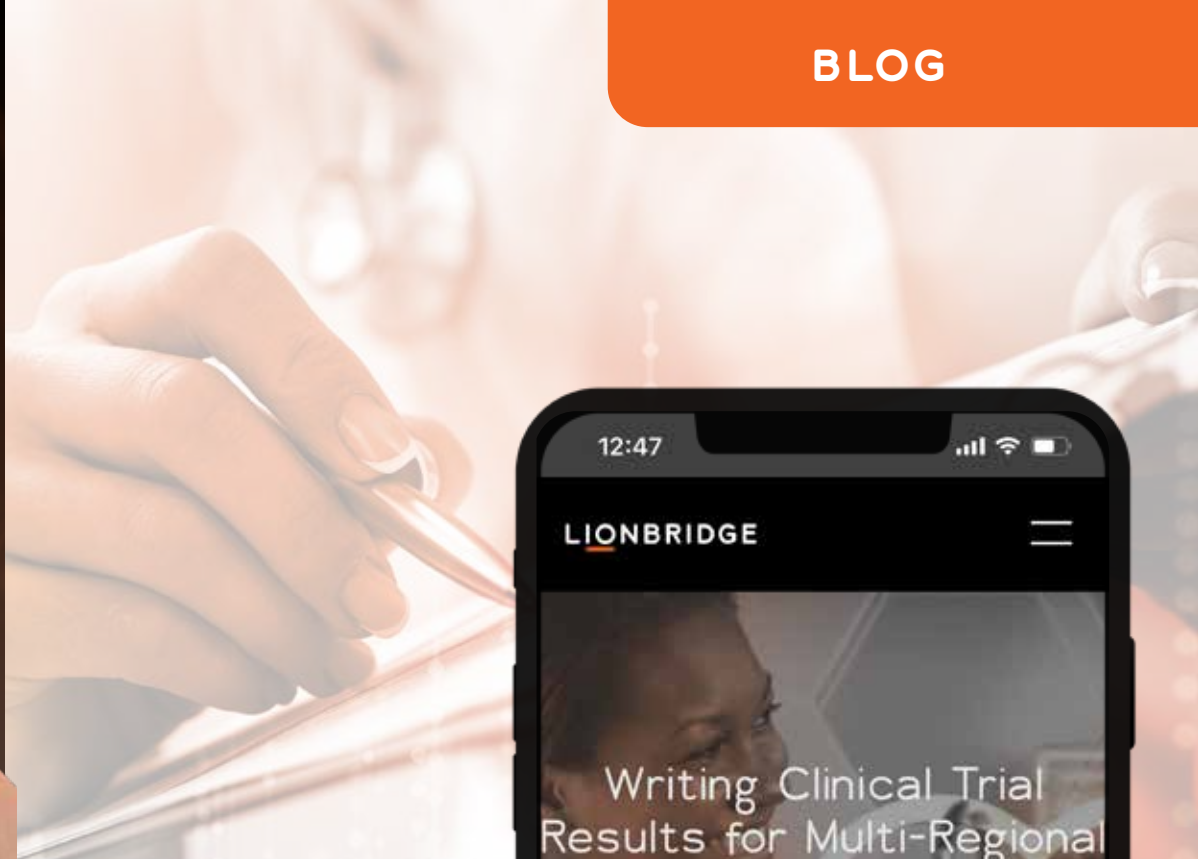 BLOG
12:47
LIONBRIDGE
Writing Clinical Trial
Results for Multi-Regional